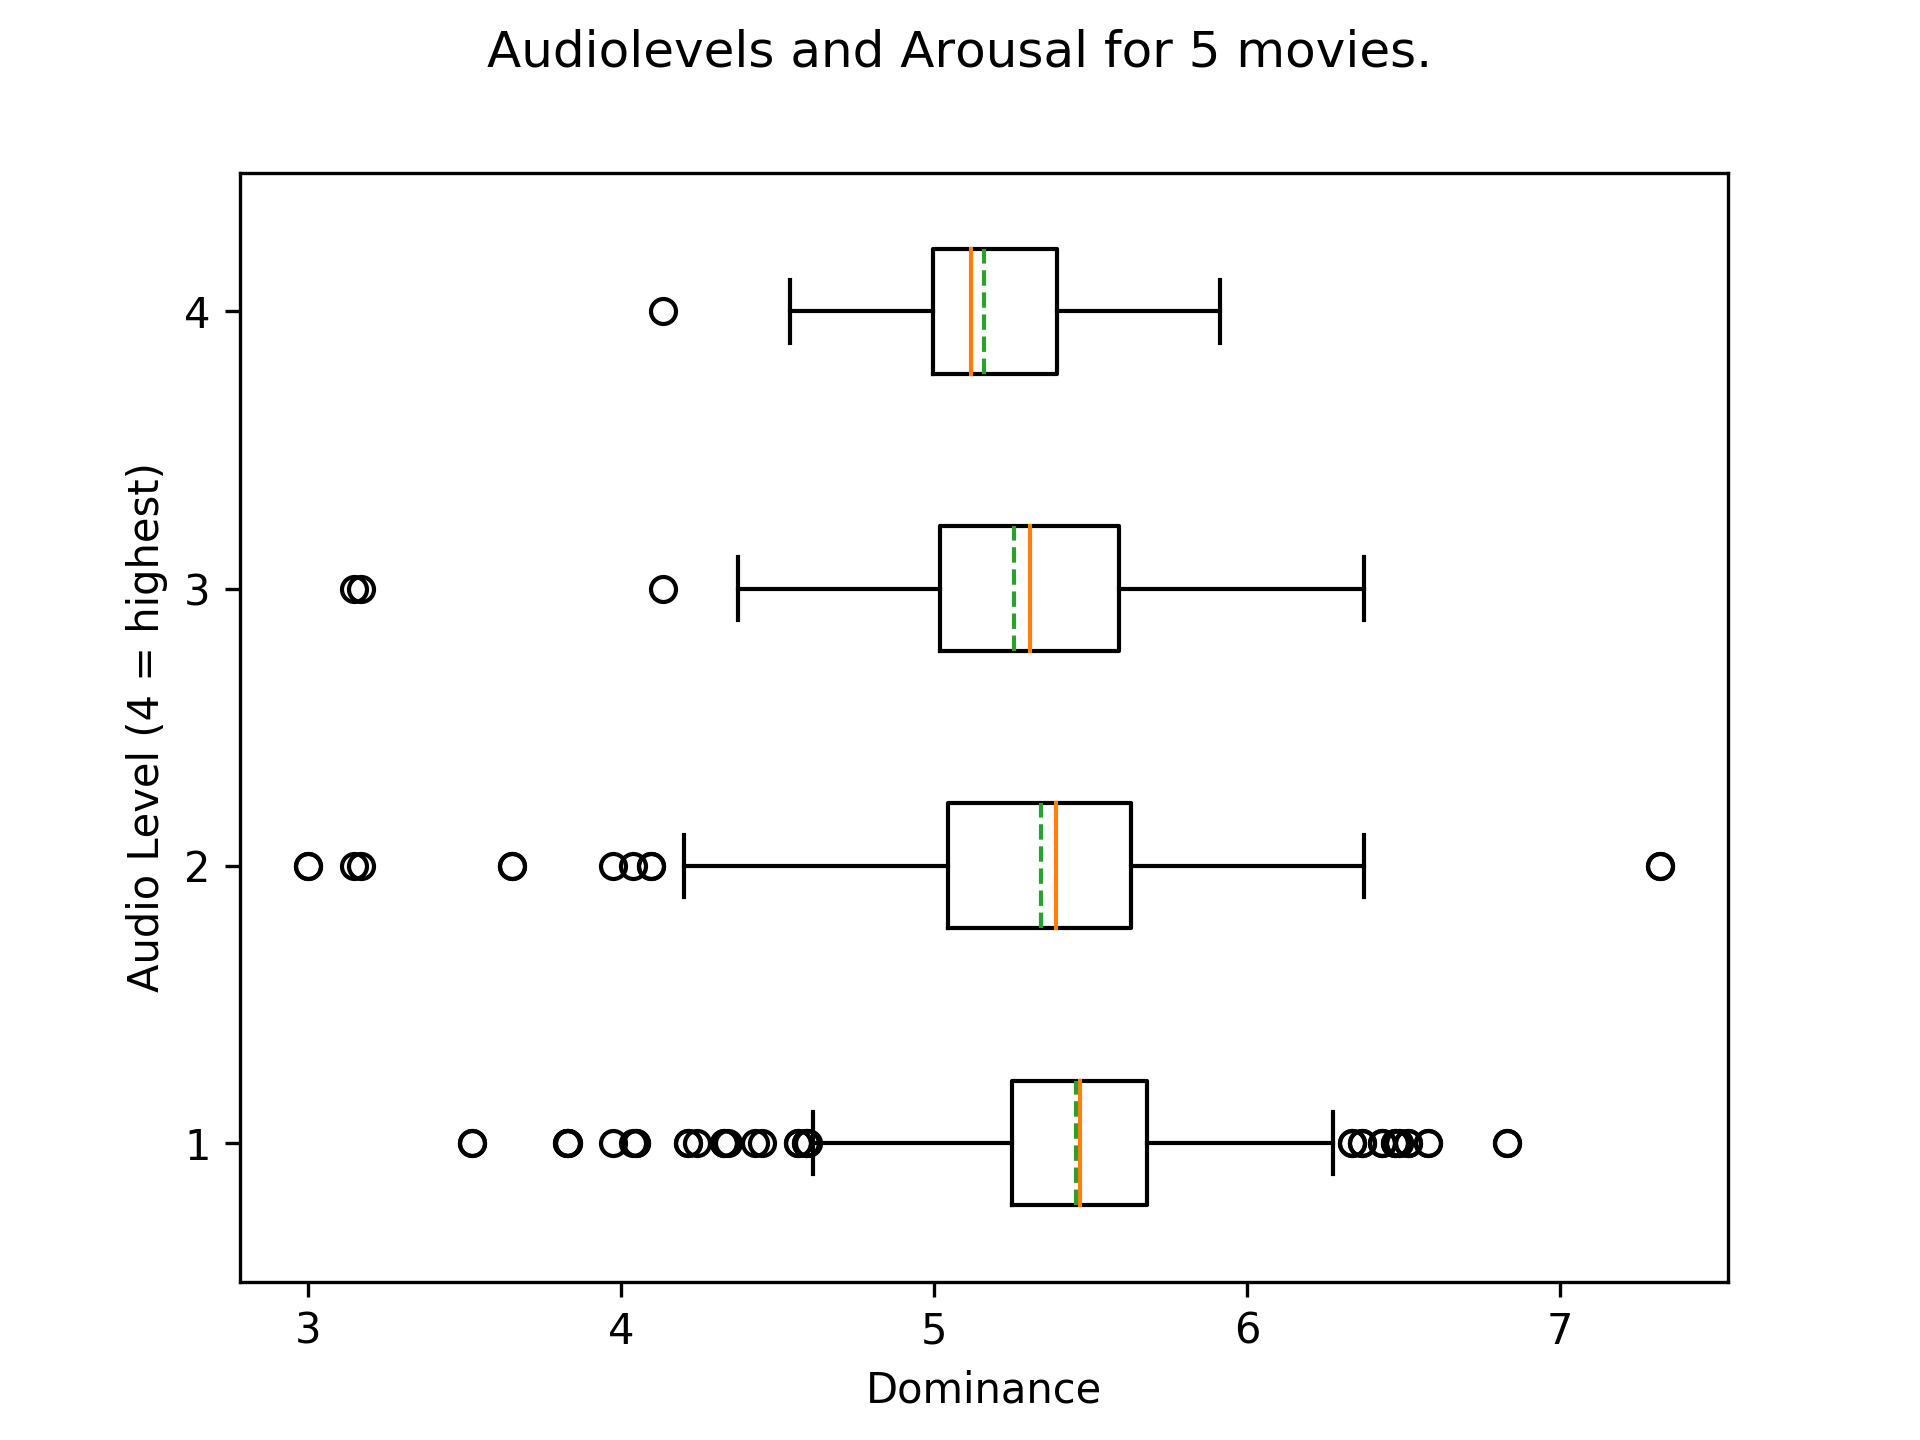 Audiolevels and Arousal for 5 movies.
Audio Level (4 = highest)
4
3
2
1
3 4 5 6 7
Dominance